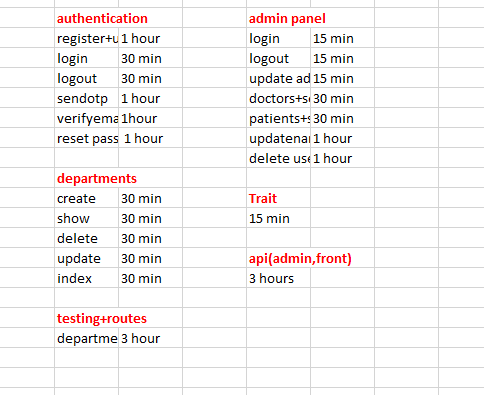 authentication
register+u 1 hour
login 30 min
logout 30 min
sendotp 1 hour
verifyema 1hour
reset pass 1 hour
departments
create 30 min
show 30 min
delete 30 min
update 30 min
index 30 min
testing+routes
departme 3 hour
admin panel
login 15 min
logout 15 min
update ad 15 min
doctors+se 30 min
patients+s 30 min
updatenai 1 hour
delete use 1 hour
Trait
15 min
api(admin,front)
3 hours